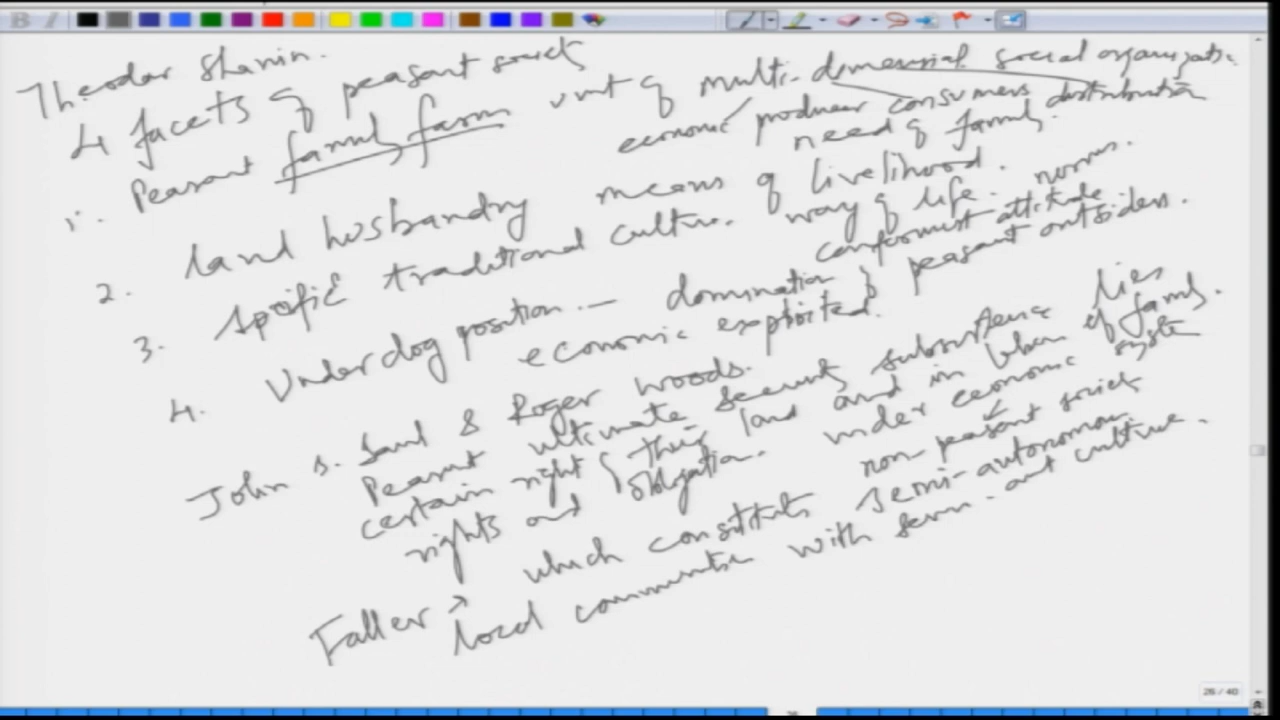 Theodor Shanin.
4 facets of peasant society
1. Peasant family farm unit of multi-dimensional social organization.
economic producer consumers distribution
need of family.
2. land husbandry means of livelihood.
3. specific traditional culture. way of life. norms.
conformist attitude
4. Underdog position. - domination & peasant outsiders.
economic exploited.
John S. Saul & Roger Woods.
Peasant ultimate security subsistence lies
certain right & their land and in labour of family.
rights and obligation. under economic system
Faller → which constitutes non-peasant society
local communities with semi-autonomous
semi- aut culture.
26 / 40